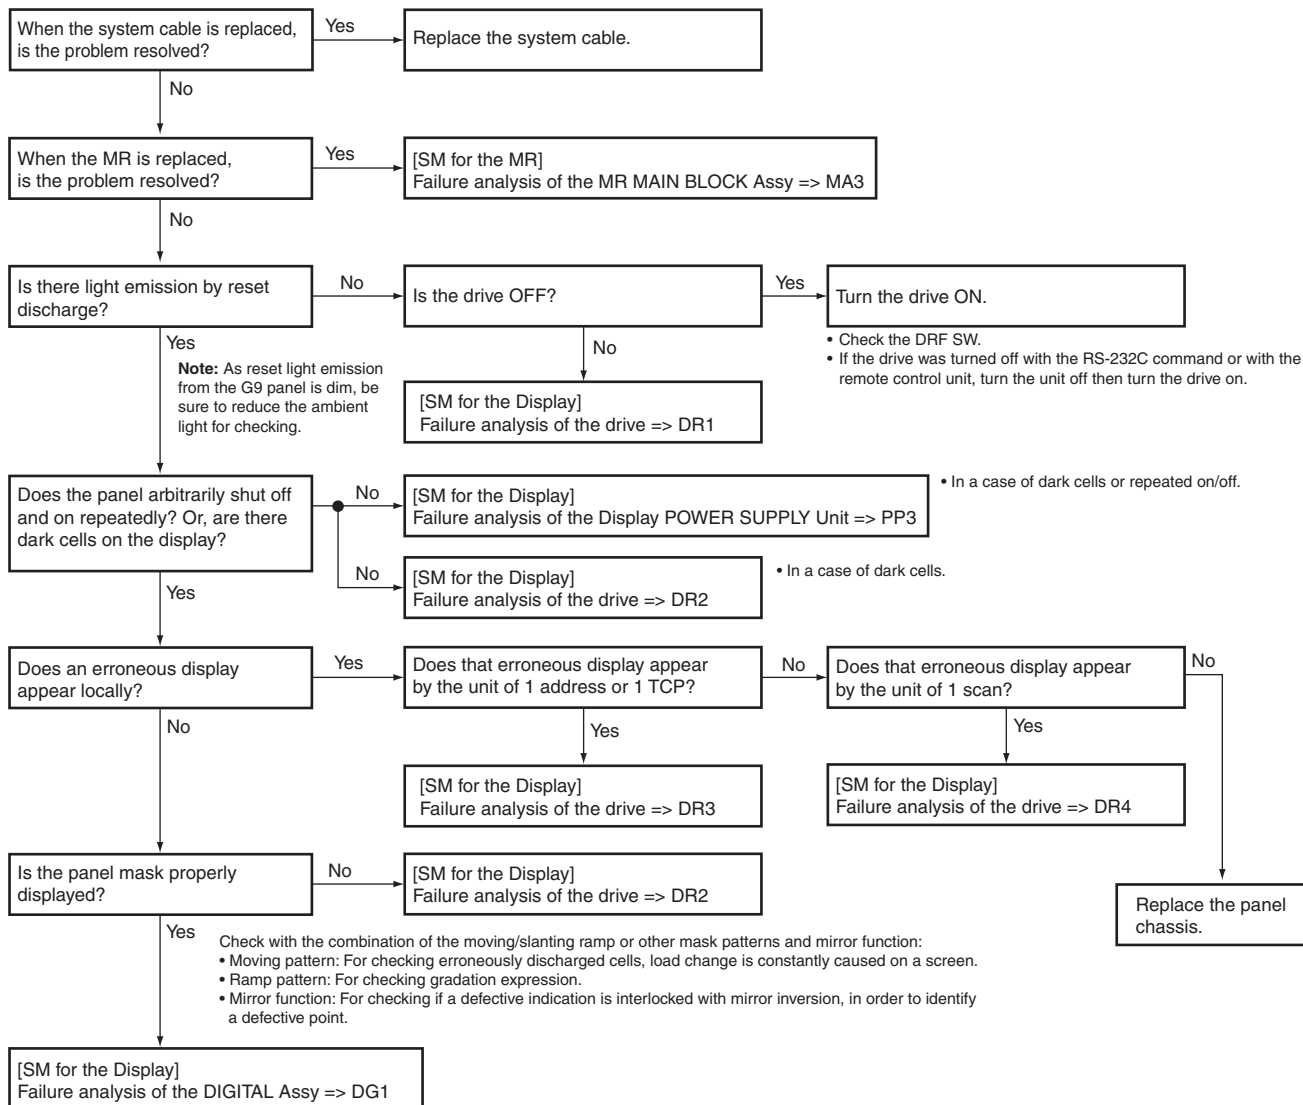 When the system cable is replaced,
is the problem resolved?
Yes
Replace the system cable.
No
When the MR is replaced,
is the problem resolved?
Yes
[SM for the MR]
Failure analysis of the MR MAIN BLOCK Assy => MA3
No
Is there light emission by reset
discharge?
No
Is the drive OFF?
Yes
Turn the drive ON.
• Check the DRF SW.
• If the drive was turned off with the RS-232C command or with the
remote control unit, turn the unit off then turn the drive on.
Yes
Note: As reset light emission
from the G9 panel is dim, be
sure to reduce the ambient
light for checking.
No
[SM for the Display]
Failure analysis of the drive => DR1
Does the panel arbitrarily shut off
and on repeatedly? Or, are there
dark cells on the display?
No
[SM for the Display]
Failure analysis of the Display POWER SUPPLY Unit => PP3
• In a case of dark cells or repeated on/off.
No
[SM for the Display]
Failure analysis of the drive => DR2
• In a case of dark cells.
Yes
Does an erroneous display
appear locally?
Yes
Does that erroneous display appear
by the unit of 1 address or 1 TCP?
No
Does that erroneous display appear
by the unit of 1 scan?
No
No
Yes
[SM for the Display]
Failure analysis of the drive => DR3
Yes
[SM for the Display]
Failure analysis of the drive => DR4
Is the panel mask properly
displayed?
No
[SM for the Display]
Failure analysis of the drive => DR2
Replace the panel
chassis.
Yes
Check with the combination of the moving/slanting ramp or other mask patterns and mirror function:
• Moving pattern: For checking erroneously discharged cells, load change is constantly caused on a screen.
• Ramp pattern: For checking gradation expression.
• Mirror function: For checking if a defective indication is interlocked with mirror inversion, in order to identify
a defective point.
[SM for the Display]
Failure analysis of the DIGITAL Assy => DG1